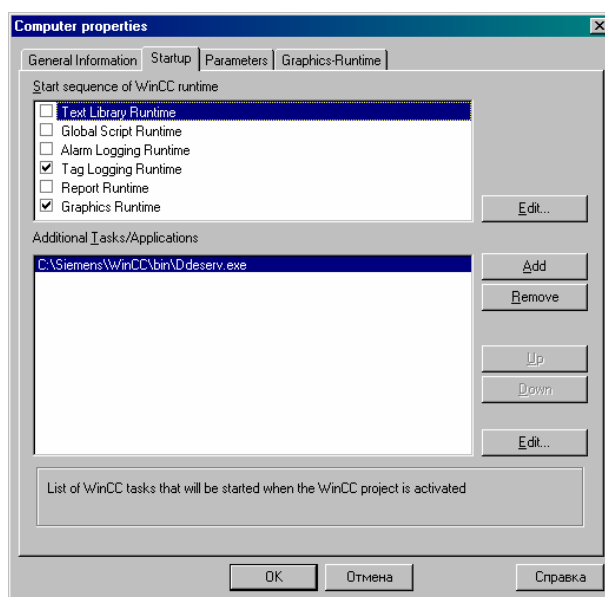 Computer properties
General Information Startup Parameters Graphics-Runtime
Start sequence of WinCC runtime
Text Library Runtime
Global Script Runtime
Alarm Logging Runtime
Tag Logging Runtime
Report Runtime
Graphics Runtime
Edit...
Additional Tasks/Applications
C:\Siemens\WinCC\bin\Ddeserv.exe
Add
Remove
Up
Down
Edit...
List of WinCC tasks that will be started when the WinCC project is activated
OK Отмена Справка